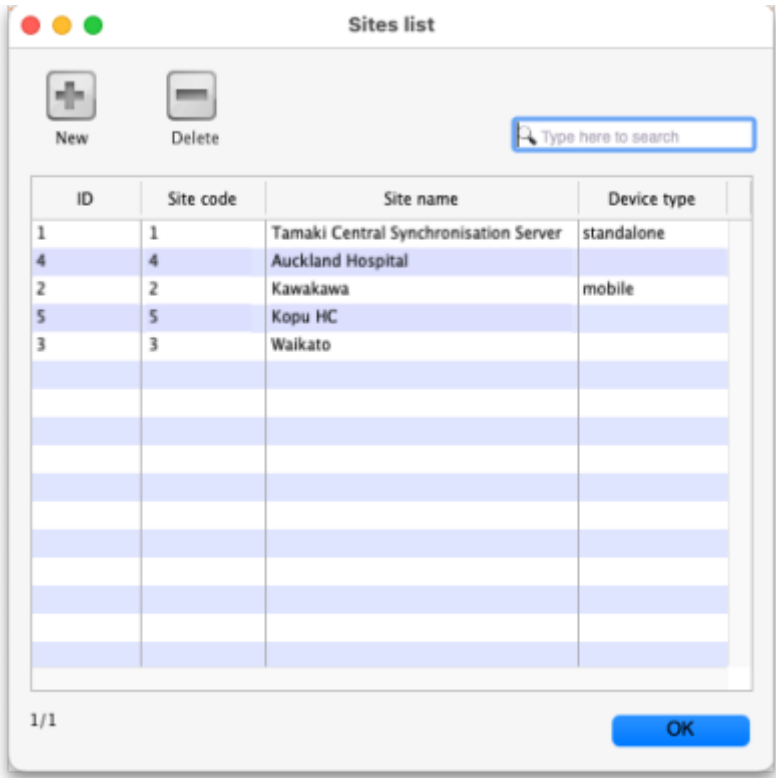 Sites list
New Delete
Type here to search
ID Site code Site name Device type
1 1 Tamaki Central Synchronisation Server standalone
4 4 Auckland Hospital
2 2 Kawakawa mobile
5 5 Kopu HC
3 3 Waikato
1/1
OK